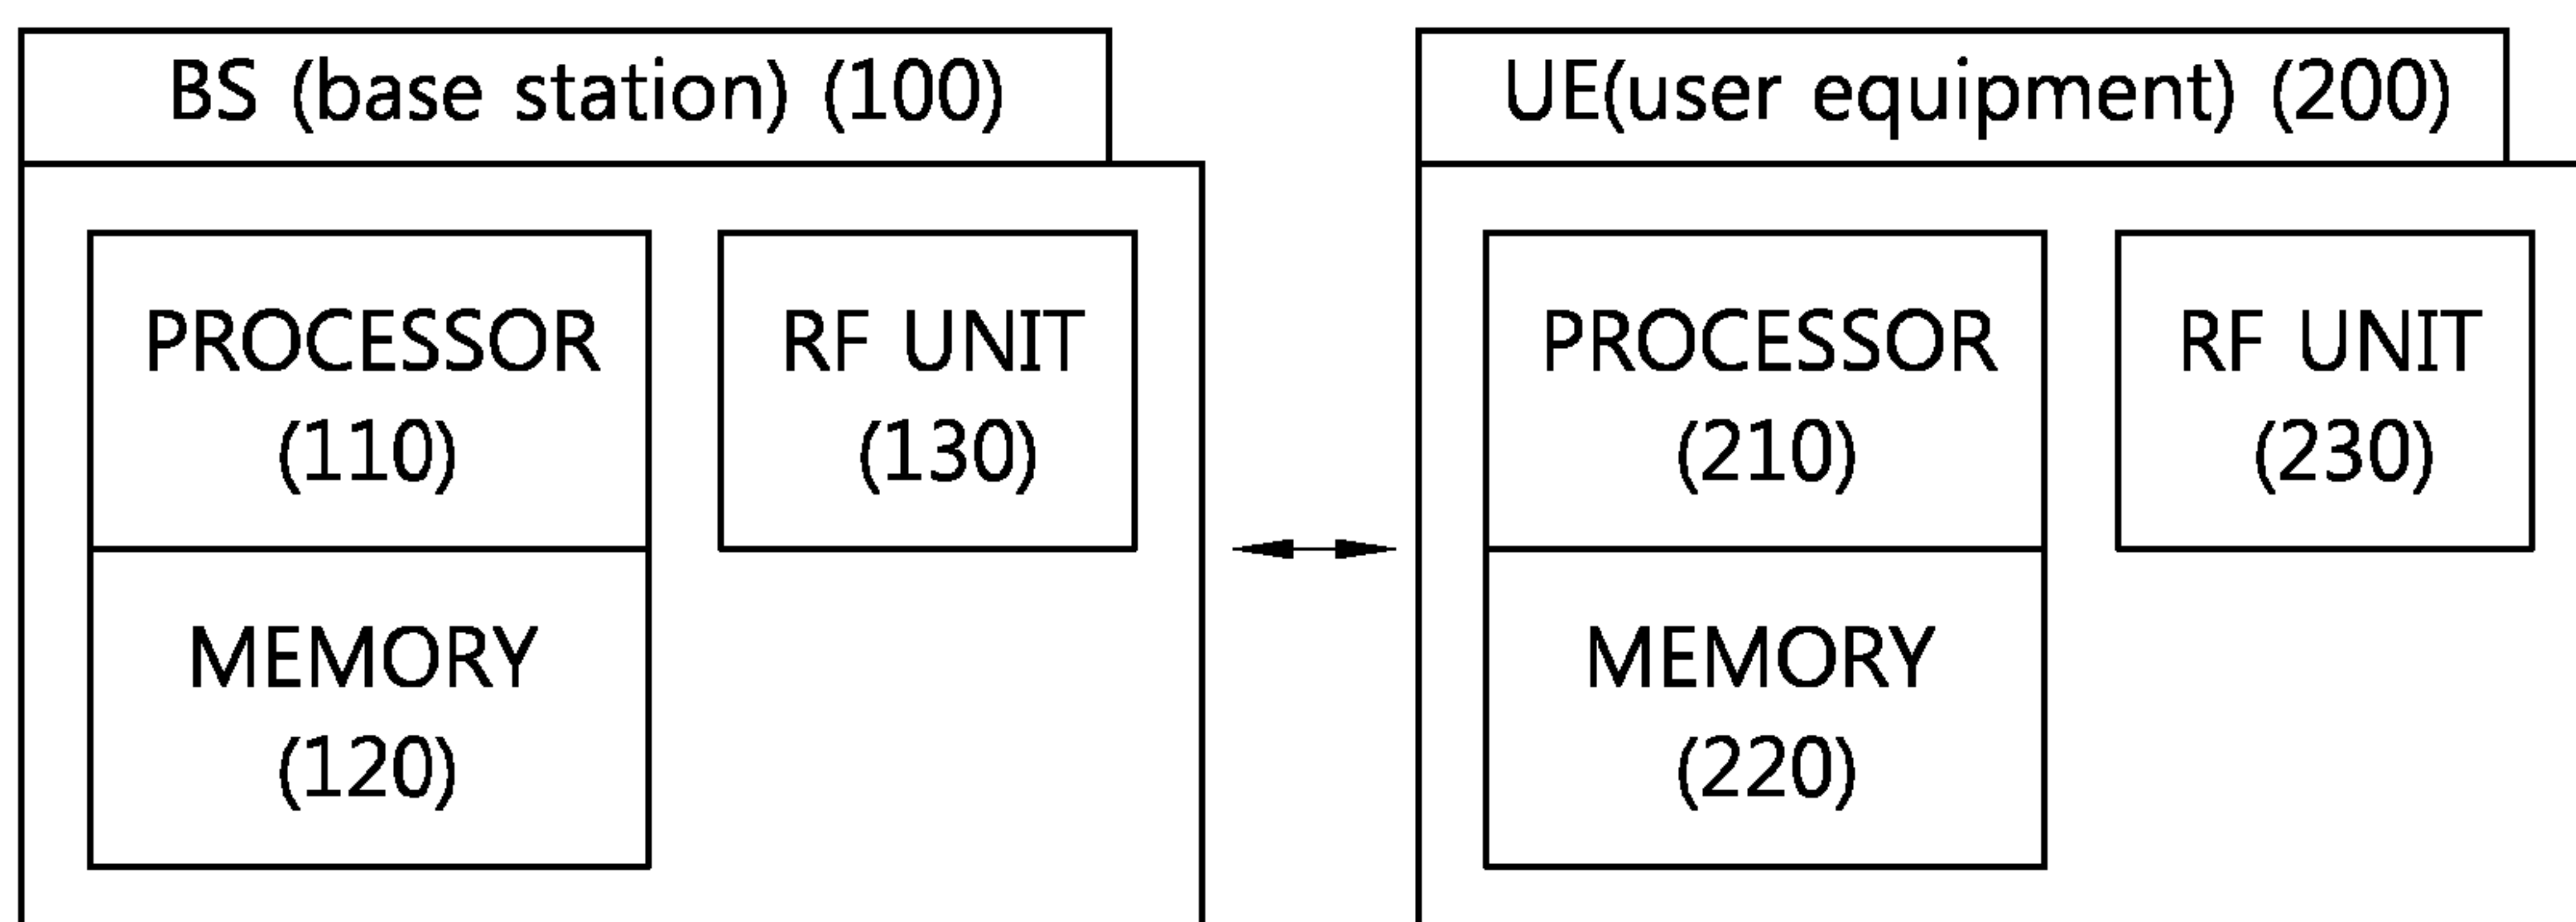 BS (base station) (100)
PROCESSOR
(110)
RF UNIT
(130)
MEMORY
(120)
UE(user equipment) (200)
PROCESSOR
(210)
RF UNIT
(230)
MEMORY
(220)